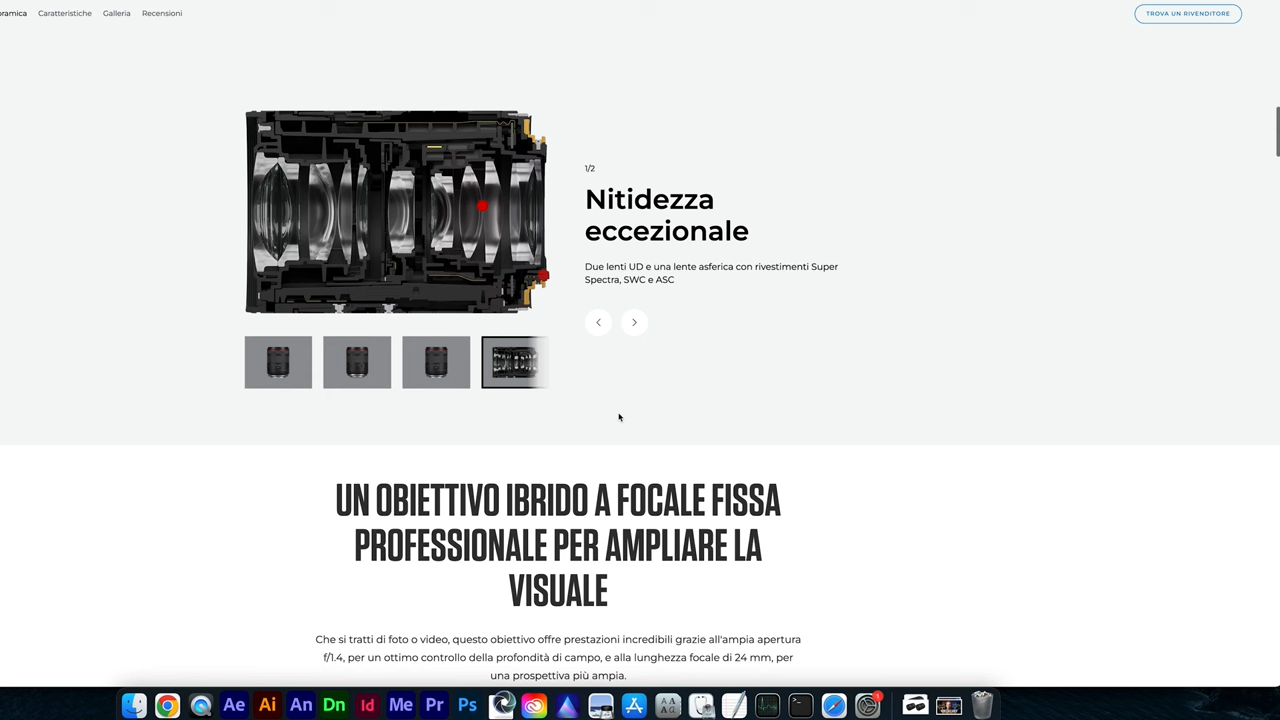 oramica Caratteristiche Galleria Recensioni
TROVA UN RIVENDITORE
1/2
Nitidezza
eccezionale
Due lenti UD e una lente asferica con rivestimenti Super
Spectra, SWC e ASC
UN OBIETTIVO IBRIDO A FOCALE FISSA
PROFESSIONALE PER AMPLIARE LA
VISUALE
Che si tratti di foto o video, questo obiettivo offre prestazioni incredibili grazie all'ampia apertura
f/1.4, per un ottimo controllo della profondità di campo, e alla lunghezza focale di 24 mm, per
una prospettiva più ampia.
Ae Ai An Dn Id Me Pr Ps 1